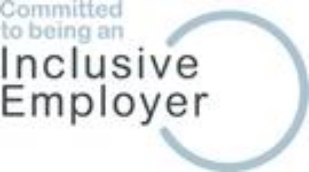 Committed
to being an
Inclusive
Employer